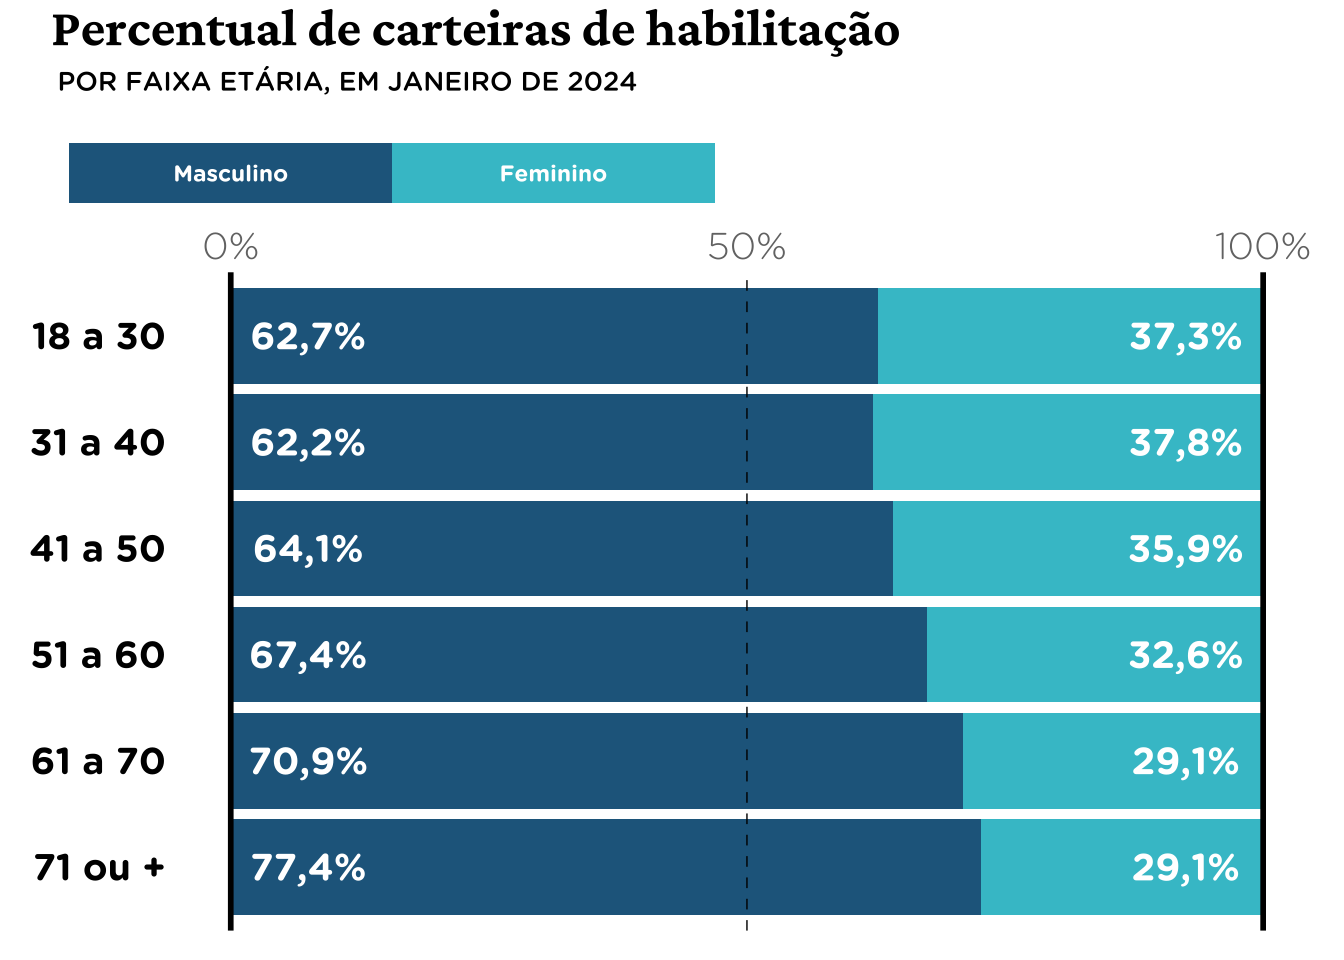 Percentual de carteiras de habilitação
POR FAIXA ETÁRIA, EM JANEIRO DE 2024
Masculino Feminino
0% 50% 100%
18 a 30 62,7% 37,3%
31 a 40 62,2% 37,8%
41 a 50 64,1% 35,9%
51 a 60 67,4% 32,6%
61 a 70 70,9% 29,1%
71 ou + 77,4% 29,1%